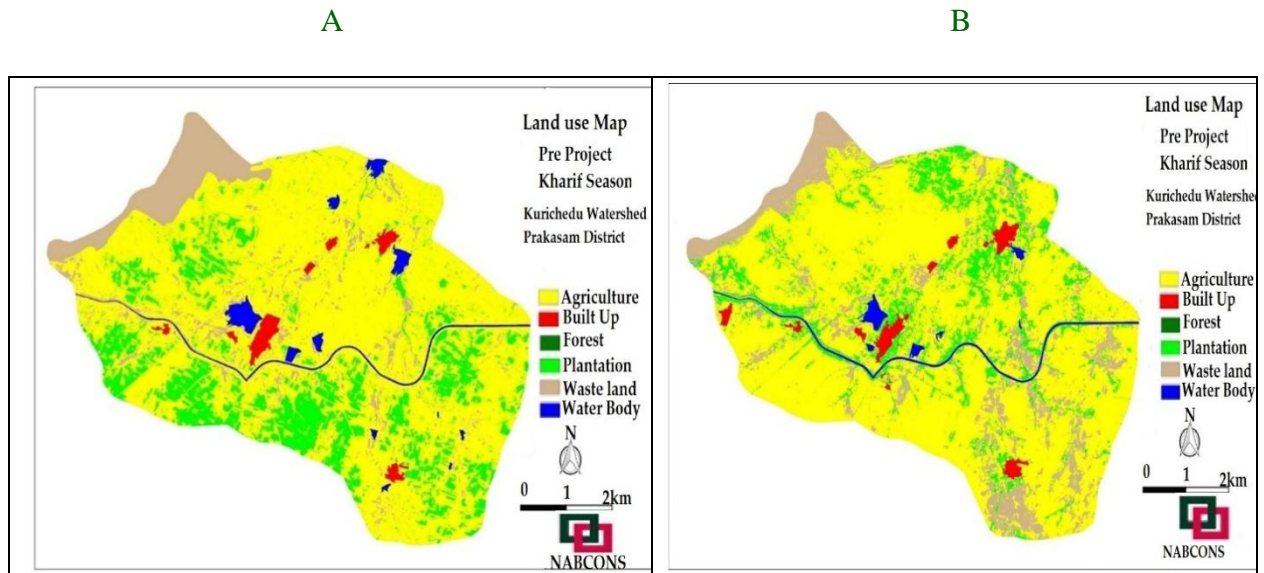 A
B
Land use Map
Pre Project
Kharif Season
Kurichedu Watershed
Prakasam District
Agriculture
Built Up
Forest
Plantation
Waste land
Water Body
N
0 1 2km
NABCONS
Land use Map
Pre Project
Kharif Season
Kurichedu Watershed
Prakasam District
Agriculture
Built Up
Forest
Plantation
Waste land
Water Body
N
0 1 2km
NABCONS